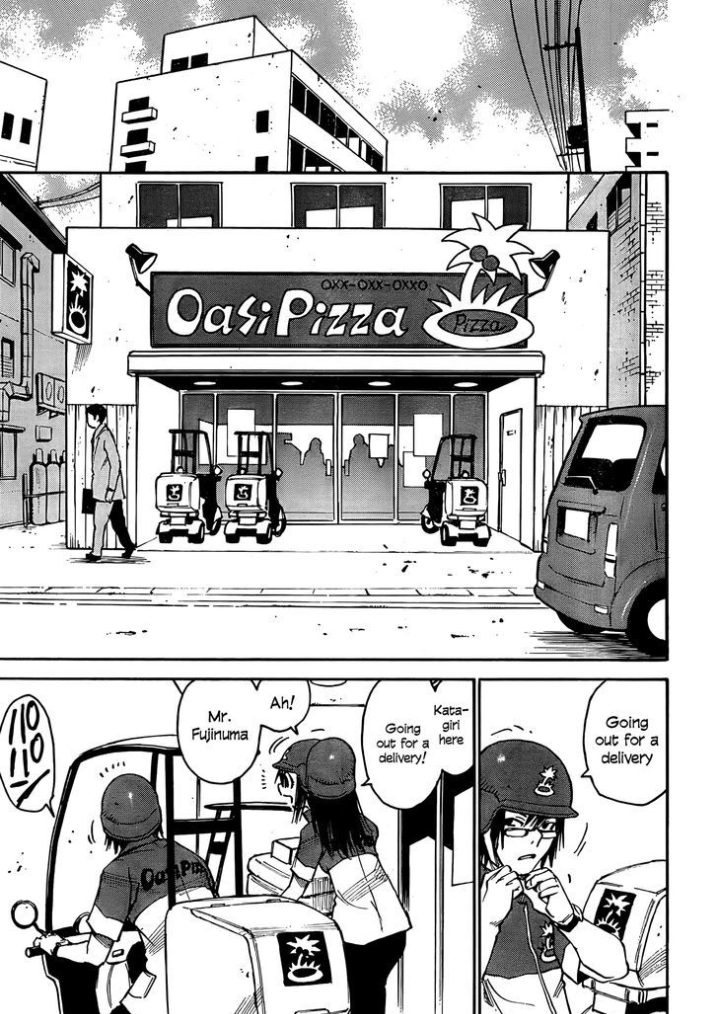 OXX-OXX-OXXO
OasiPizza
Pizza
Going
out for a
delivery
Kata-
giri
here
Going
out for a
delivery!
Ah!
Mr.
Fujinuma
OasiPizz